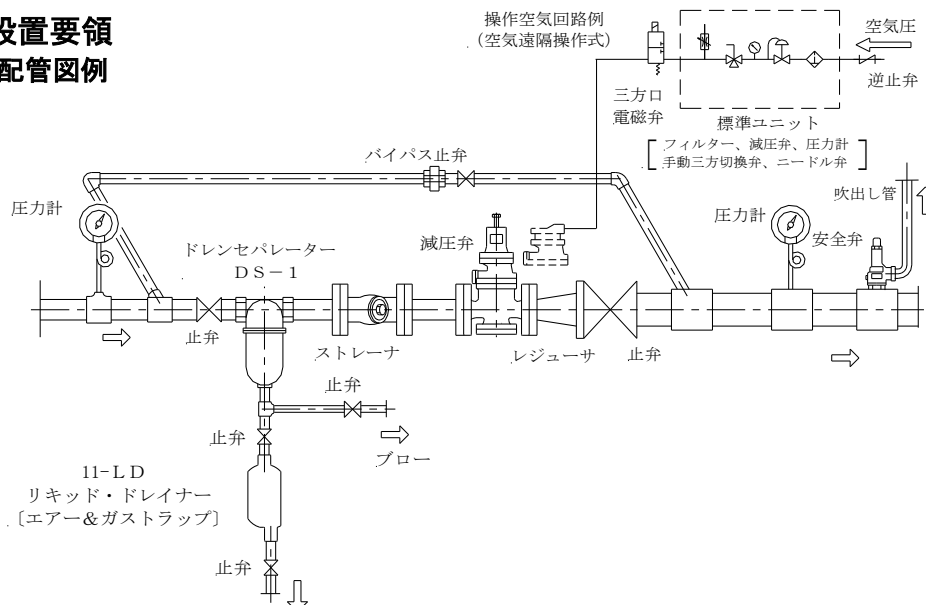 設置要領
配管図例
操作空気回路例
(空気遠隔操作式)
空気圧
逆止弁
三方口
電磁弁
標準ユニット
フィルター、減圧弁、圧力計
手動三方切換弁、ニードル弁
バイパス止弁
吹出し管
圧力計
圧力計
安全弁
減圧弁
ドレンセパレーター
DS-1
止弁
ストレーナ
レジューサ
止弁
止弁
止弁
ブロー
11-LD
リキッド・ドレイナー
〔エアー&ガストラップ〕
止弁